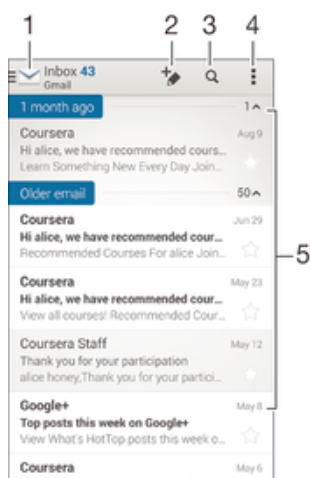 1 2 3 4
Inbox 43
Gmail
1 month ago 1
Coursera Aug 9
Hi alice, we have recommended cours...
Learn Something New Every Day Join...
Older email 50
Coursera Jun 29
Hi alice, we have recommended cour...
Recommended Courses For alice Join...
5
Coursera May 23
Hi alice, we have recommended cour...
View all courses! Recommended Cour...
Coursera Staff May 12
Thank you for your participation
alice honey,Thank you for your partici...
Google+ May 8
Top posts this week on Google+
View What's HotTop posts this week o...
Coursera May 6